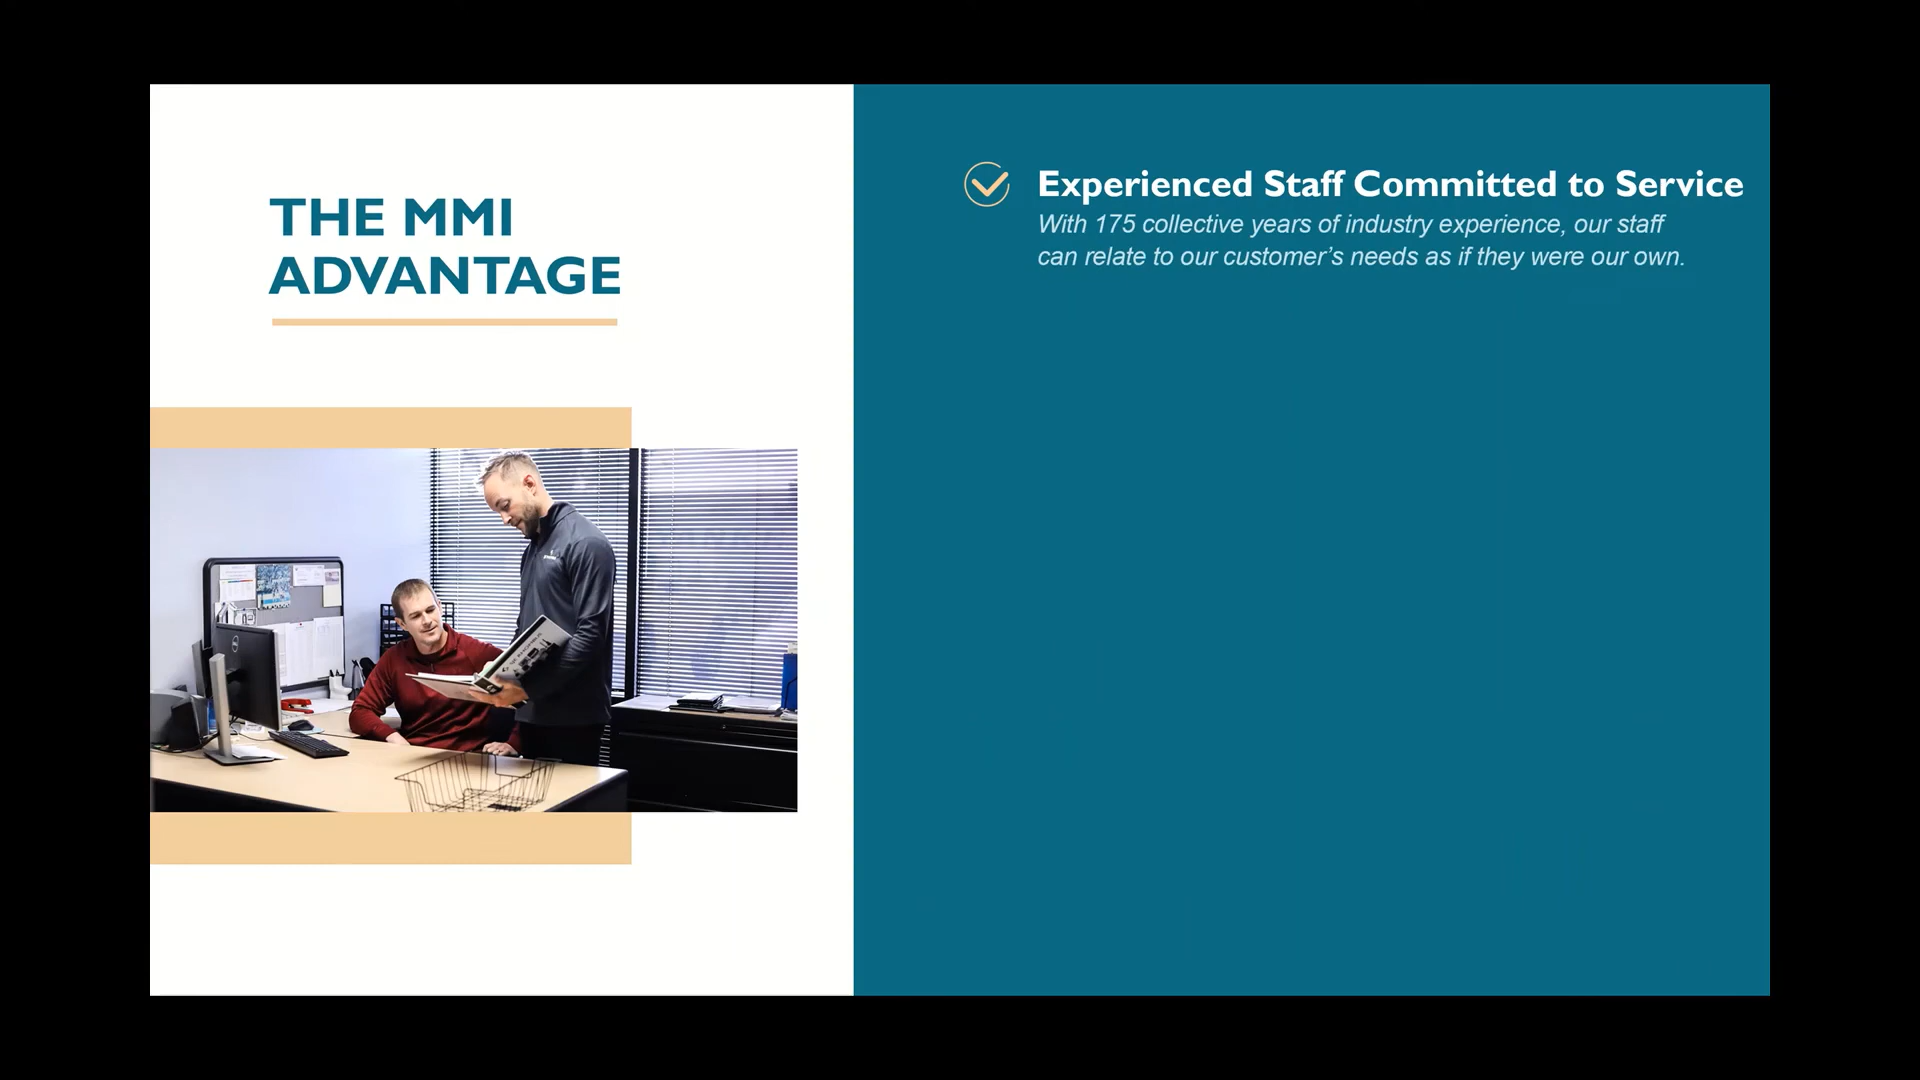 THE MMI
ADVANTAGE
Experienced Staff Committed to Service
With 175 collective years of industry experience, our staff
can relate to our customer’s needs as if they were our own.